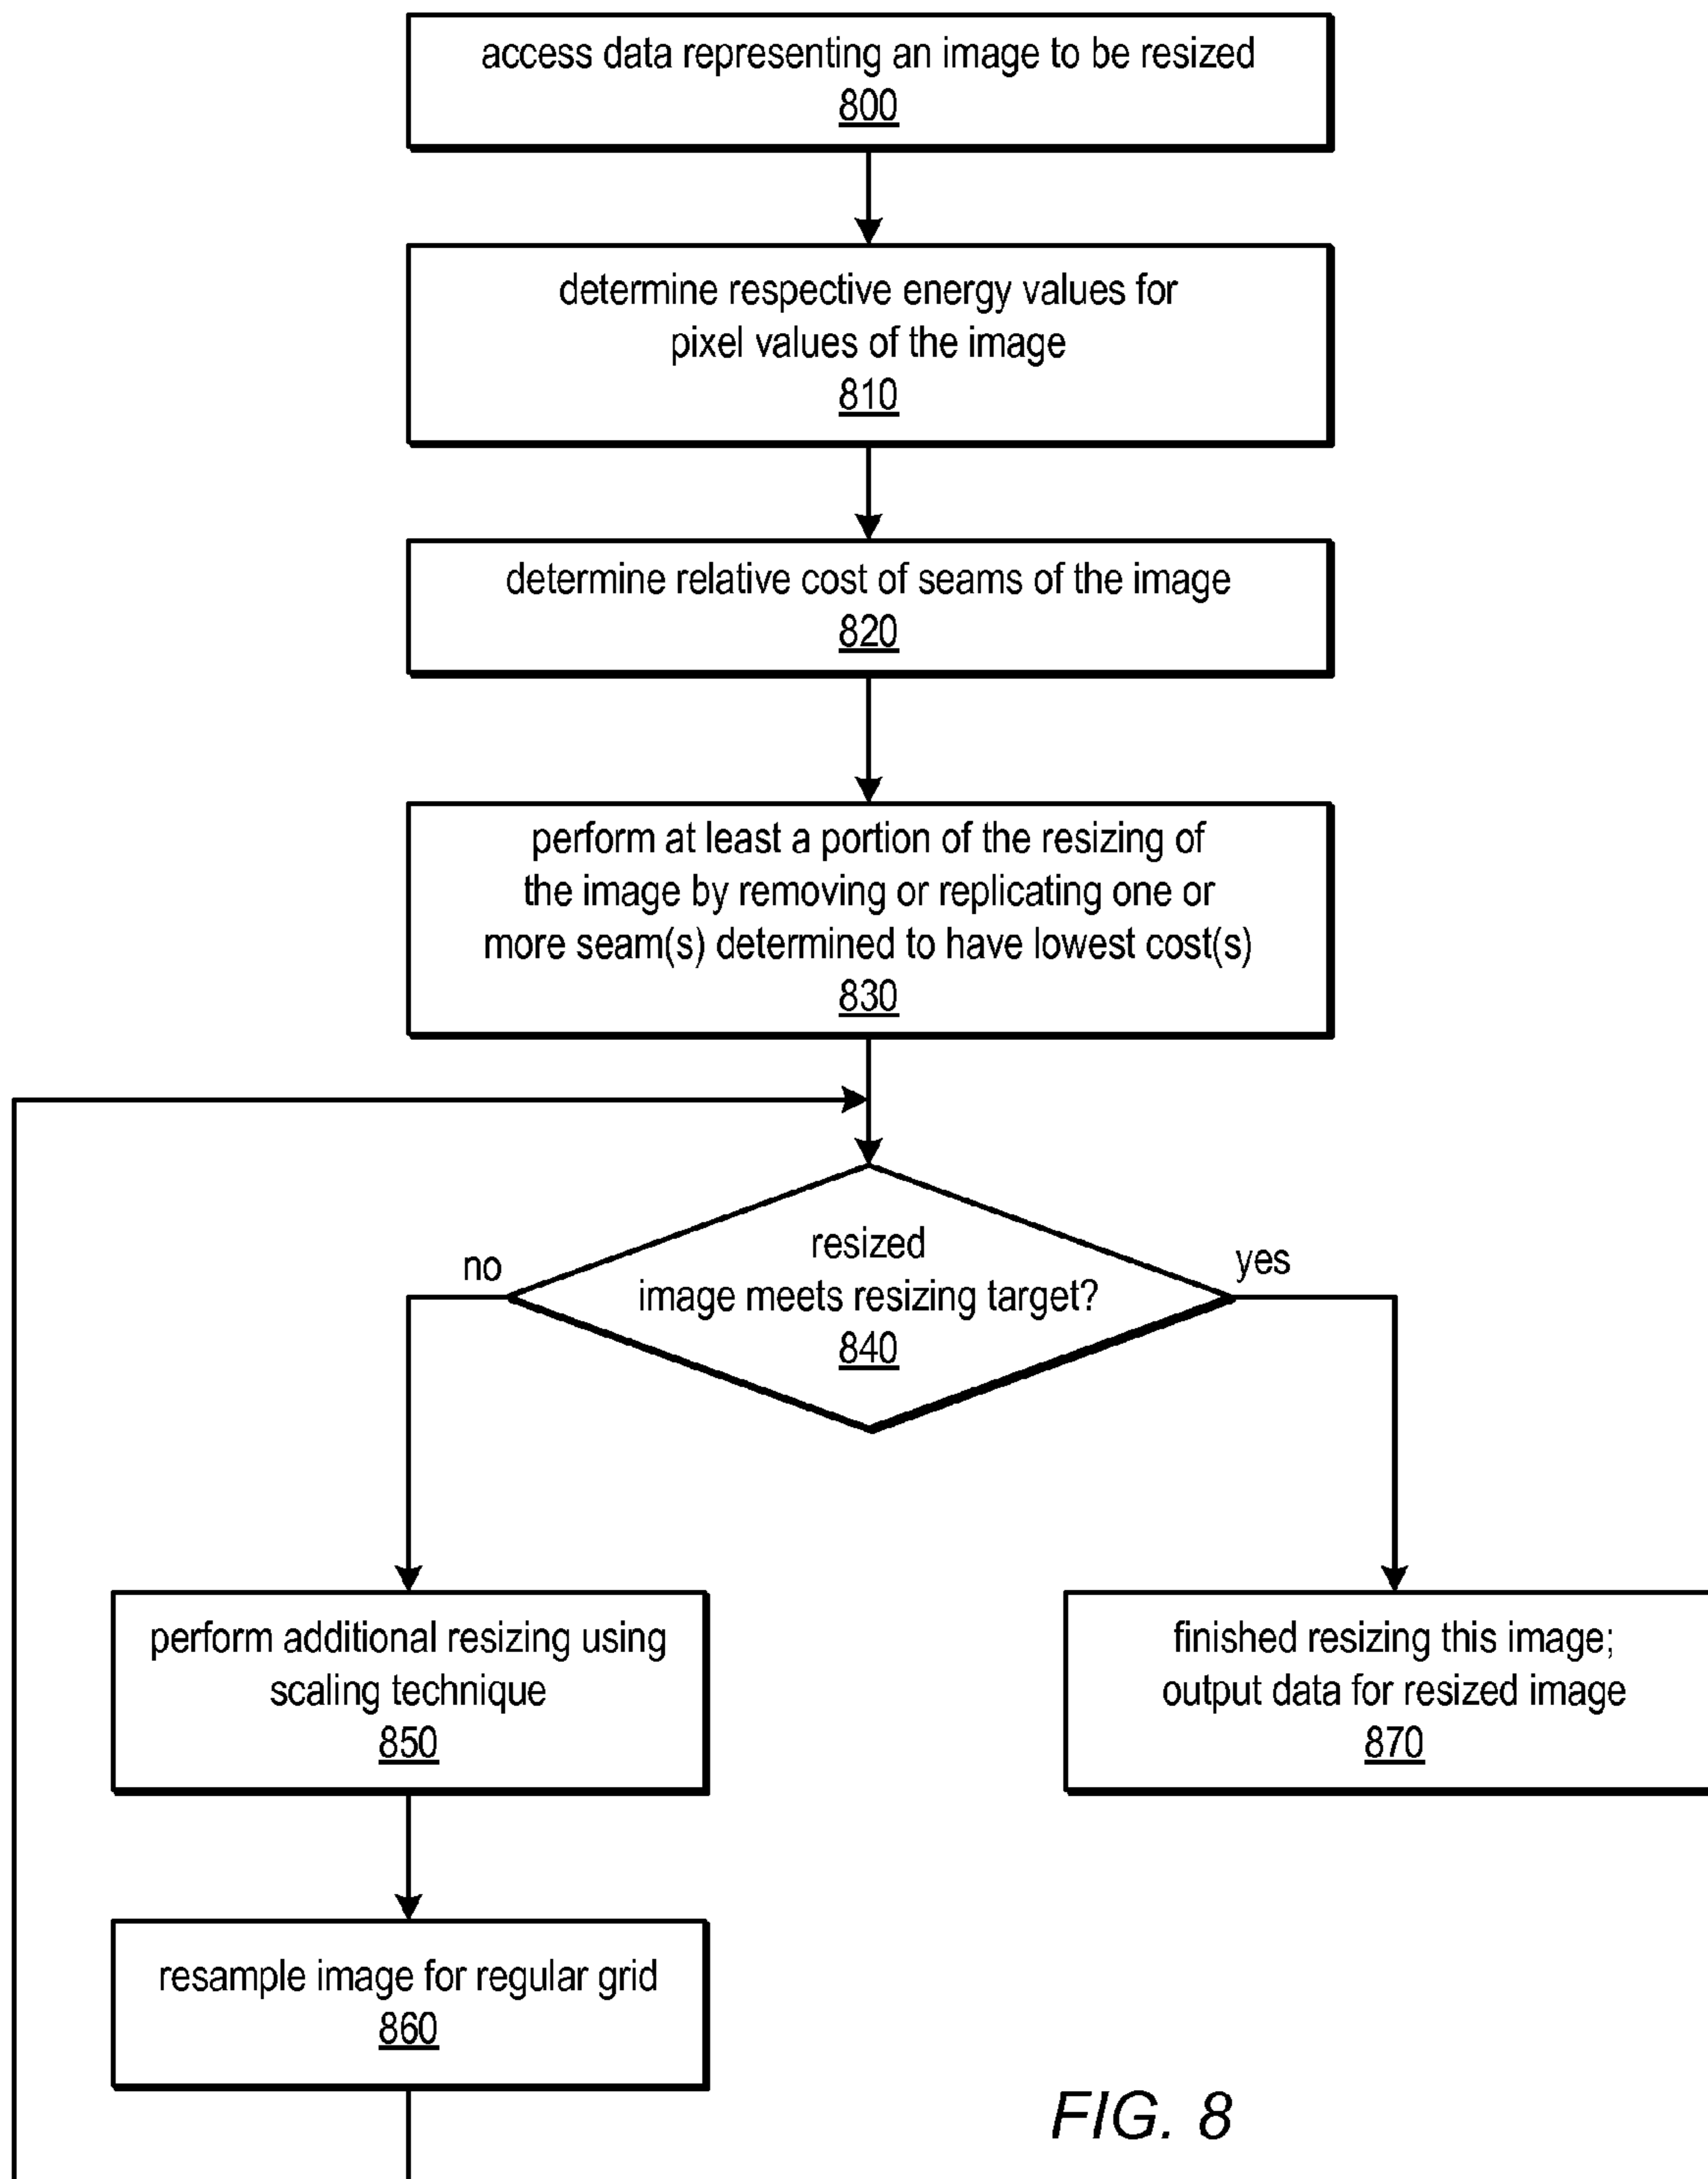 access data representing an image to be resized
800
determine respective energy values for
pixel values of the image
810
determine relative cost of seams of the image
820
perform at least a portion of the resizing of
the image by removing or replicating one or
more seam(s) determined to have lowest cost(s)
830
no
resized
image meets resizing target?
840
yes
perform additional resizing using
scaling technique
850
finished resizing this image;
output data for resized image
870
resample image for regular grid
860
FIG. 8